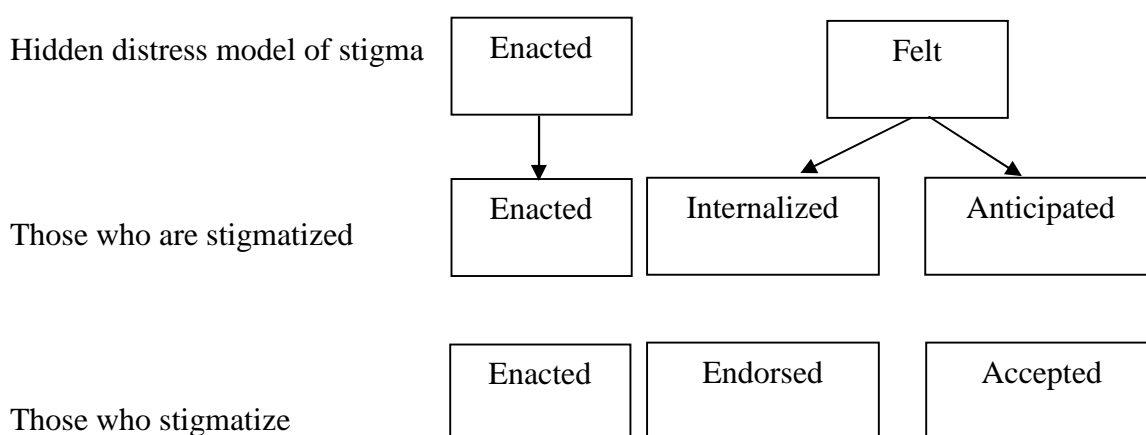 Hidden distress model of stigma
Enacted
Felt
Those who are stigmatized
Enacted
Internalized
Anticipated
Those who stigmatize
Enacted
Endorsed
Accepted